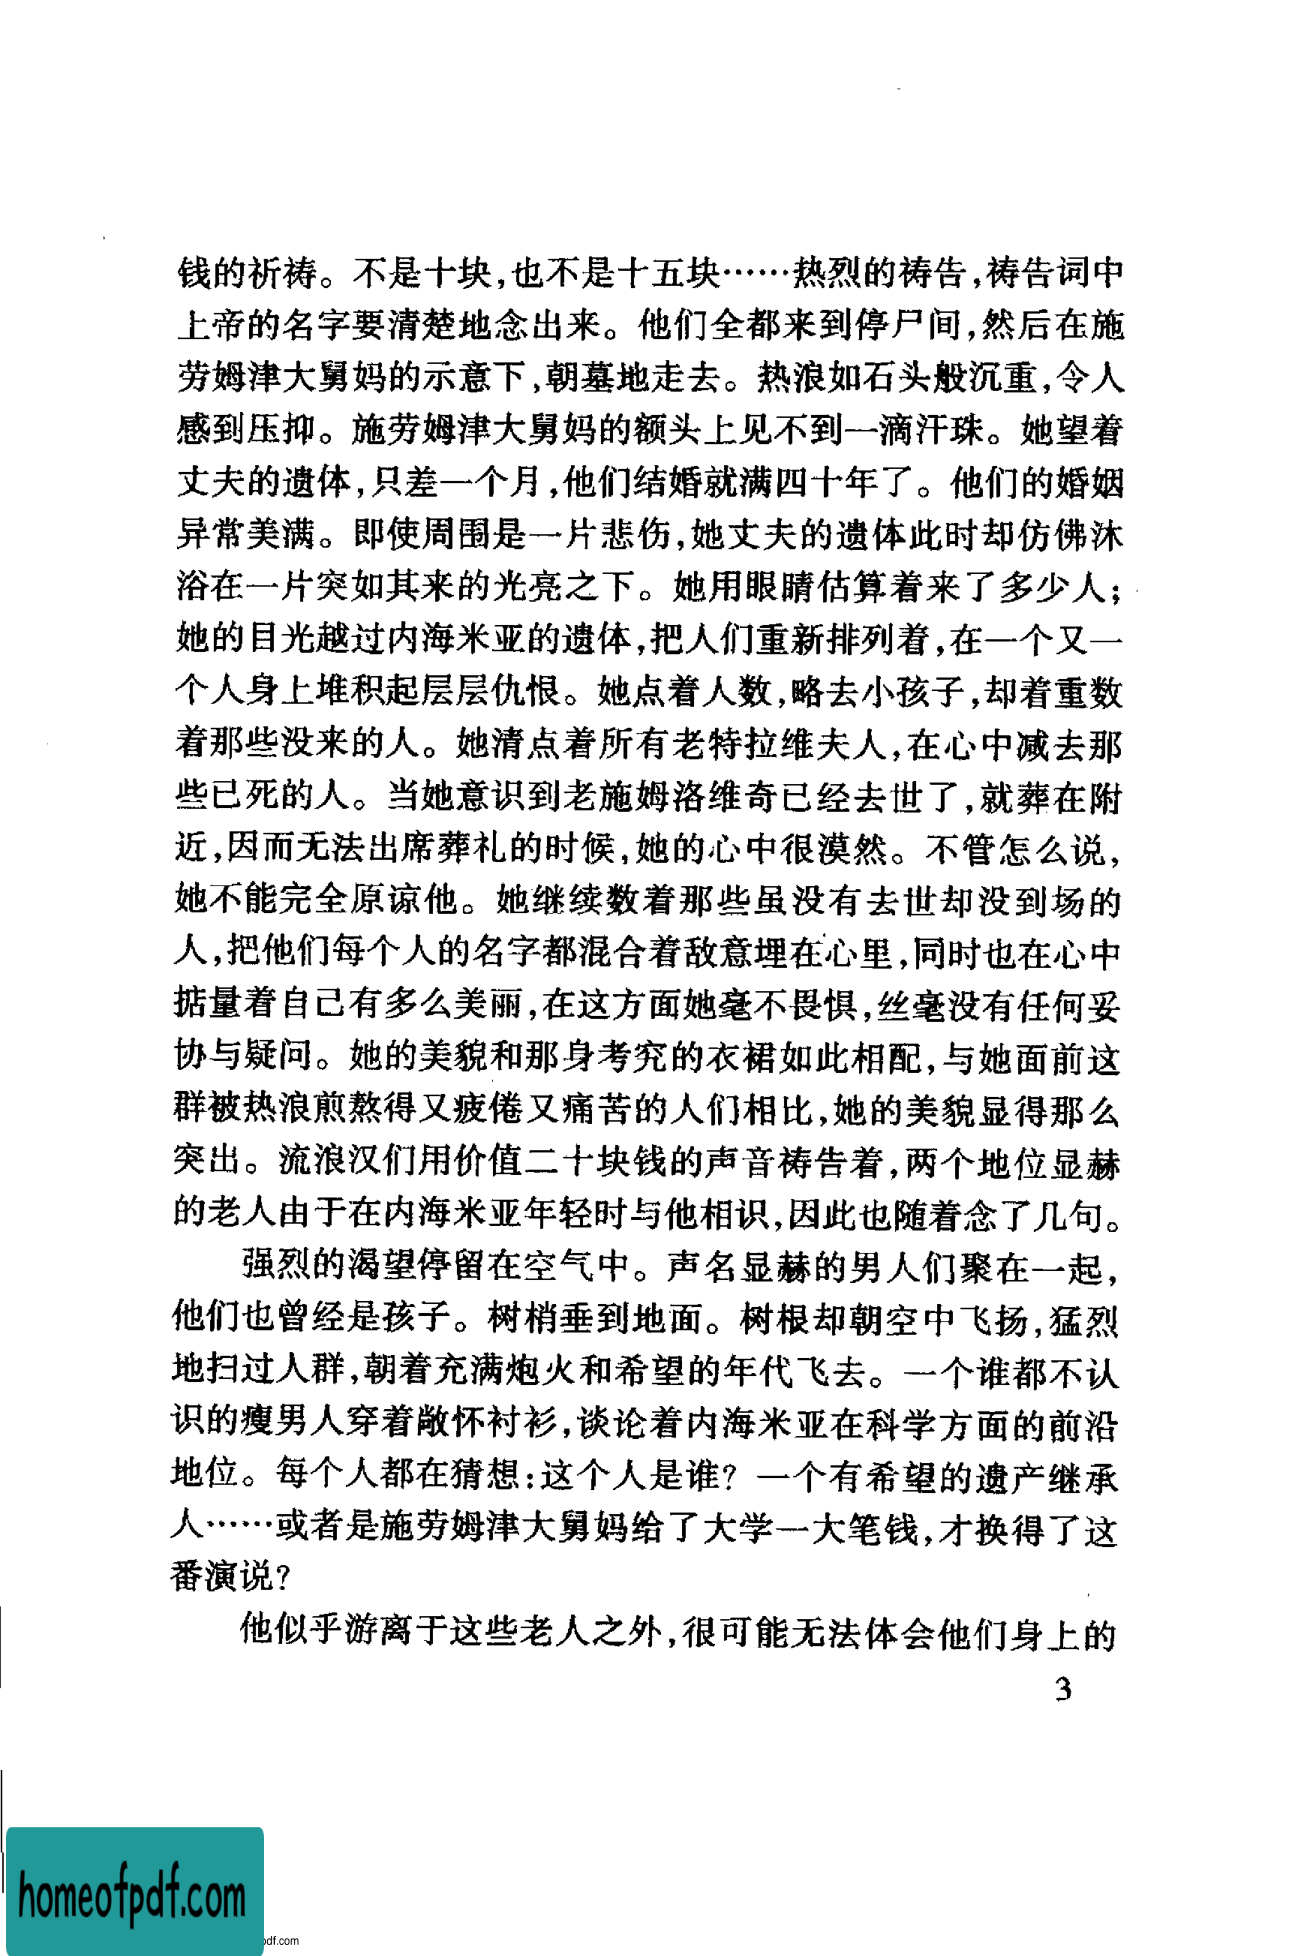 钱的祈祷。不是十块,也不是十五块……热烈的祷告,祷告词中
上帝的名字要清楚地念出来。他们全都来到停尸间,然后在施
劳姆津大舅妈的示意下,朝墓地走去。热浪如石头般沉重,令人
感到压抑。施劳姆津大舅妈的额头上见不到一滴汗珠。她望着
丈夫的遗体,只差一个月,他们结婚就满四十年了。他们的婚姻
异常美满。即使周围是一片悲伤,她丈夫的遗体此时却仿佛沐
浴在一片突如其来的光亮之下。她用眼睛估算着来了多少人;
她的目光越过内海米亚的遗体,把人们重新排列着,在一个又一
个人身上堆积起层层仇恨。她点着人数,略去小孩子,却着重数
着那些没来的人。她清点着所有老特拉维夫人,在心中减去那
些已死的人。当她意识到老施姆洛维奇已经去世了,就葬在附
近,因而无法出席葬礼的时候,她的心中很漠然。不管怎么说,
她不能完全原谅他。她继续数着那些虽没有去世却没到场的
人,把他们每个人的名字都混合着敌意埋在心里,同时也在心中
掂量着自己有多么美丽,在这方面她毫不畏惧,丝毫没有任何妥
协与疑问。她的美貌和那身考究的衣裙如此相配,与她面前这
群被热浪煎熬得又疲倦又痛苦的人们相比,她的美貌显得那么
突出。流浪汉们用价值二十块钱的声音祷告着,两个地位显赫
的老人由于在内海米亚年轻时与他相识,因此也随着念了几句。
强烈的渴望停留在空气中。声名显赫的男人们聚在一起,
他们也曾经是孩子。树梢垂到地面。树根却朝空中飞扬,猛烈
地扫过人群,朝着充满炮火和希望的年代飞去。一个谁都不认
识的瘦男人穿着敞怀衬衫,谈论着内海米亚在科学方面的前沿
地位。每个人都在猜想:这个人是谁?一个有希望的遗产继承
人……或者是施劳姆津大舅妈给了大学一大笔钱,才换得了这
番演说?
他似乎游离于这些老人之外,很可能无法体会他们身上的
3
homeofpdf.com
pdf.com